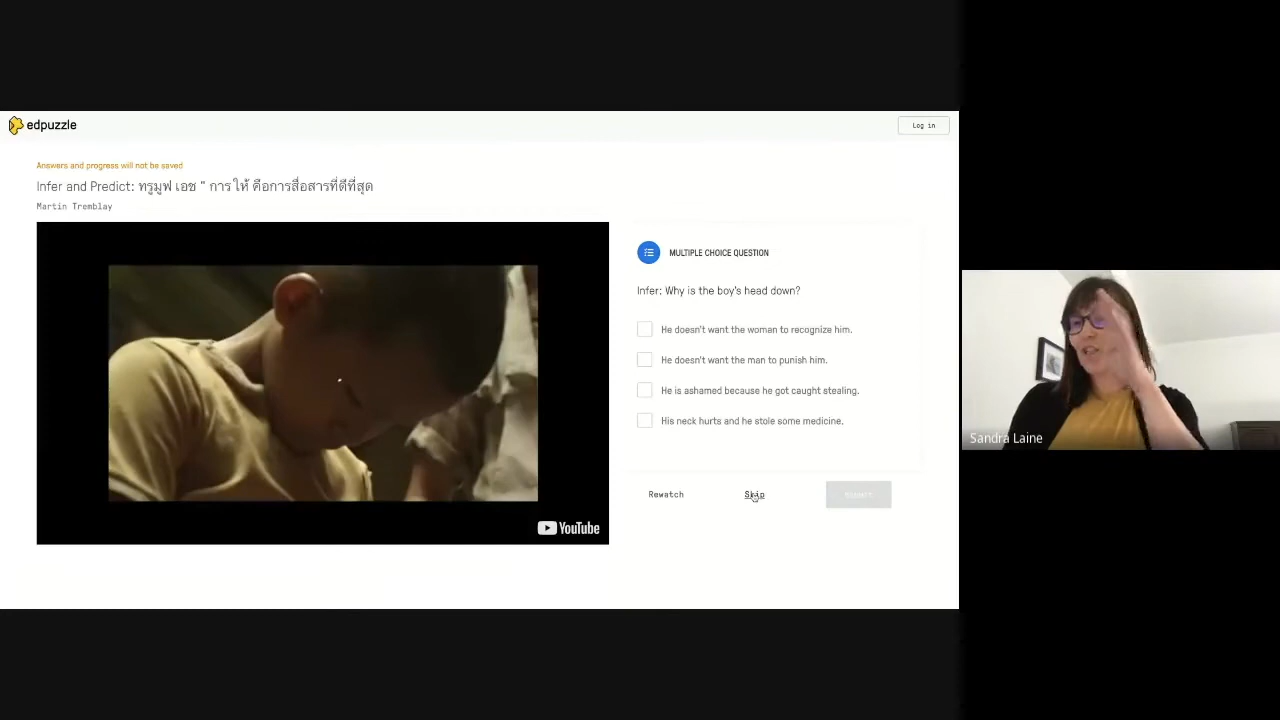 edpuzzle
Log in
Answers and progress will not be saved
Infer and Predict: ทรูมูฟ เอช " การให้ คือการสื่อสารที่ดีที่สุด
Martin Tremblay
MULTIPLE CHOICE QUESTION
Infer: Why is the boy's head down?
He doesn't want the woman to recognize him.
He doesn't want the man to punish him.
He is ashamed because he got caught stealing.
His neck hurts and he stole some medicine.
Rewatch
Skip
Submit
YouTube
Sandra Laine